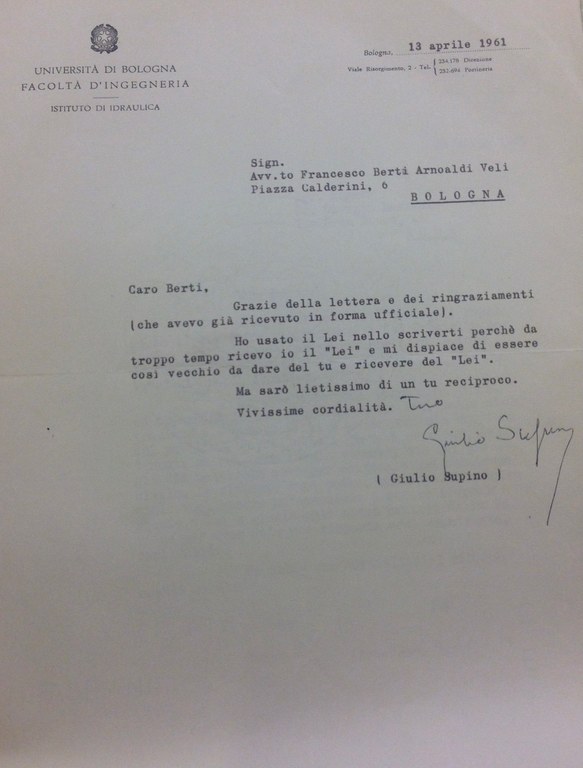 UNIVERSITÀ DI BOLOGNA
FACOLTÀ D'INGEGNERIA
ISTITUTO DI IDRAULICA
Bologna, 13 aprile 1961
Viale Risorgimento, 2 - Tel. 234.178 Direzione
Portineria
Sign.
Avv.to Francesco Berti Arnoaldi Veli
Piazza Calderini, 6
BOLOGNA
Caro Berti,
Grazie della lettera e dei ringraziamenti
(che avevo già ricevuto in forma ufficiale).
Ho usato il Lei nello scriverti perchè da
troppo tempo ricevo io il "Lei" e mi dispiace di essere
così vecchio da dare del tu e ricevere del "Lei".
Ma sarò lietissimo di un tu reciproco.
Vivissime cordialità. Tuo
Giulio Supino
( Giulio Supino )